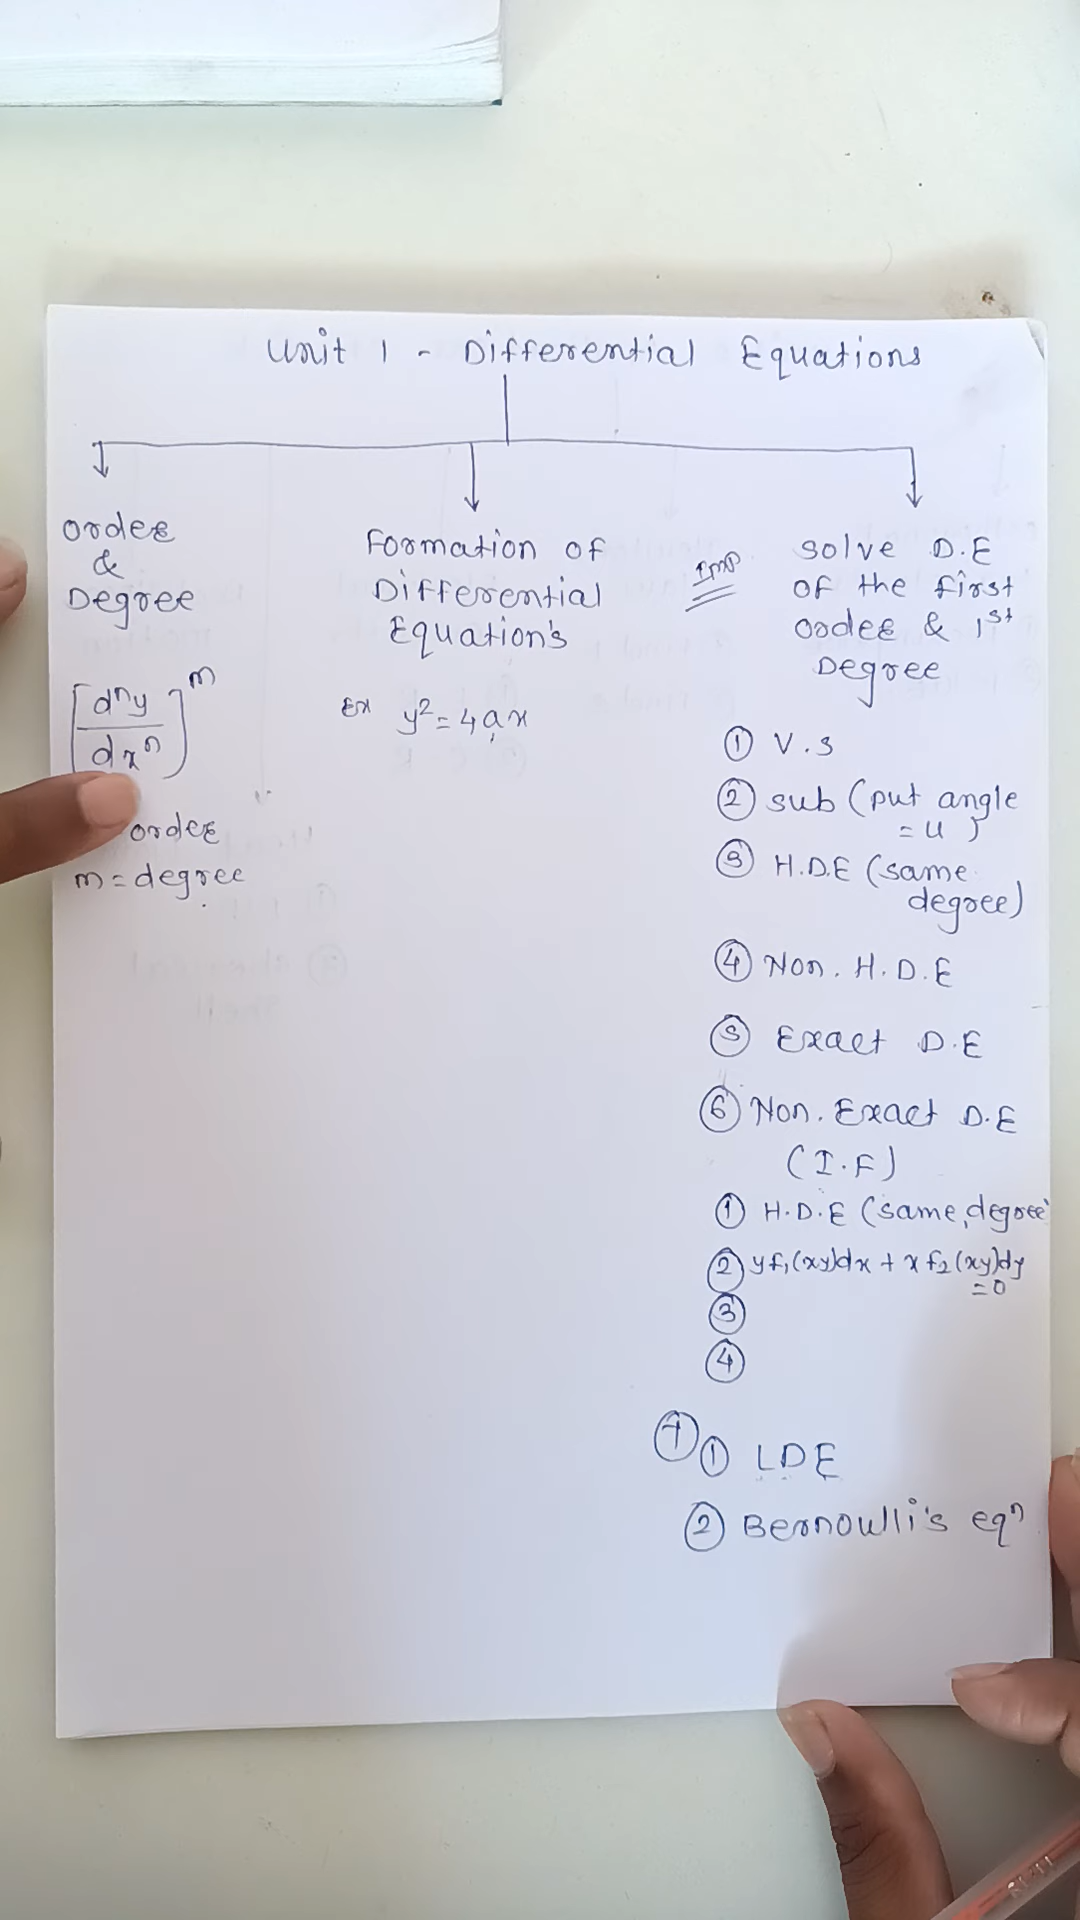 Unit 1 - Differential Equations
Order
&
Degree
[dⁿy/dxⁿ]ᵐ
order
m = degree
Formation of
Differential
Equation's
Ex y² = 4ax
Imp
solve D.E
of the first
order & 1st
Degree
① V.S
② sub (put angle
= u)
③ H.D.E (same
degree)
④ Non. H.D.E
⑤ Exact D.E
⑥ Non. Exact D.E
(I.F)
① H.D.E (same, degree
② yf₁(xy)dx + xf₂(xy)dy
= 0
③
④
⑦ ① LDE
② Bernoulli's eqⁿ